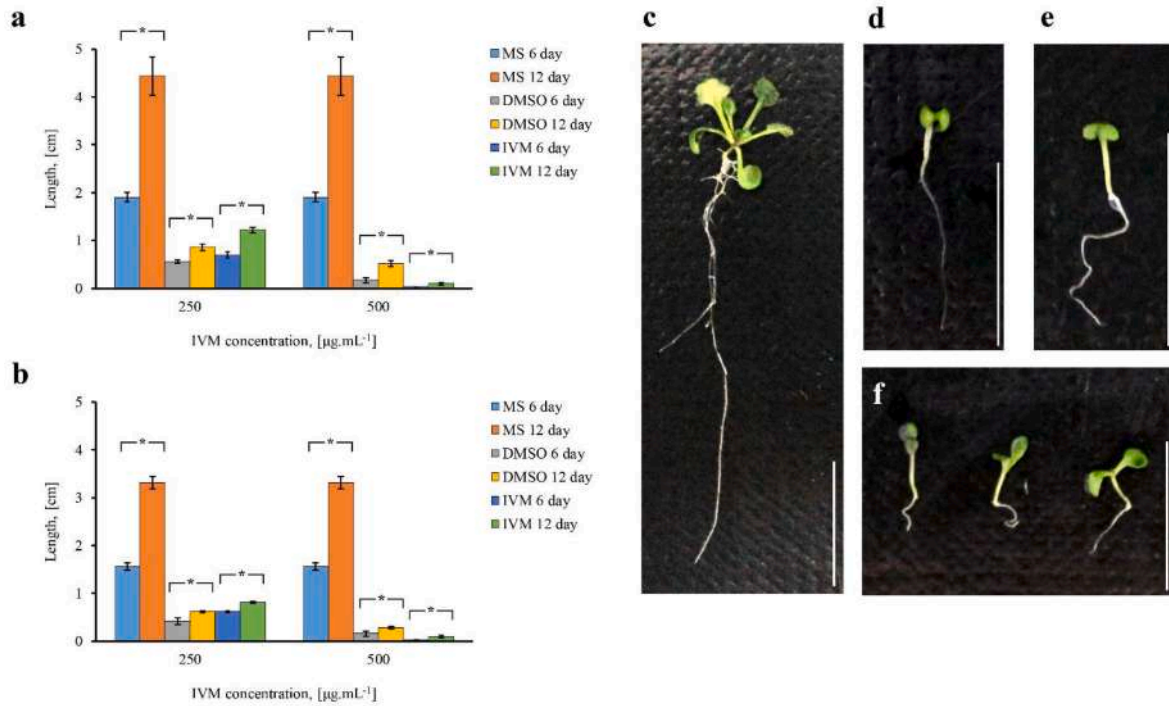 a
*
*
5
4
3
2
1
0
Length, [cm]
*
*
*
*
250
500
IVM concentration, [µg.mL-1]
MS 6 day
MS 12 day
DMSO 6 day
DMSO 12 day
IVM 6 day
IVM 12 day
b
5
4
3
2
1
0
Length, [cm]
*
*
*
*
*
*
250
500
IVM concentration, [µg.mL-1]
MS 6 day
MS 12 day
DMSO 6 day
DMSO 12 day
IVM 6 day
IVM 12 day
c
d
e
f